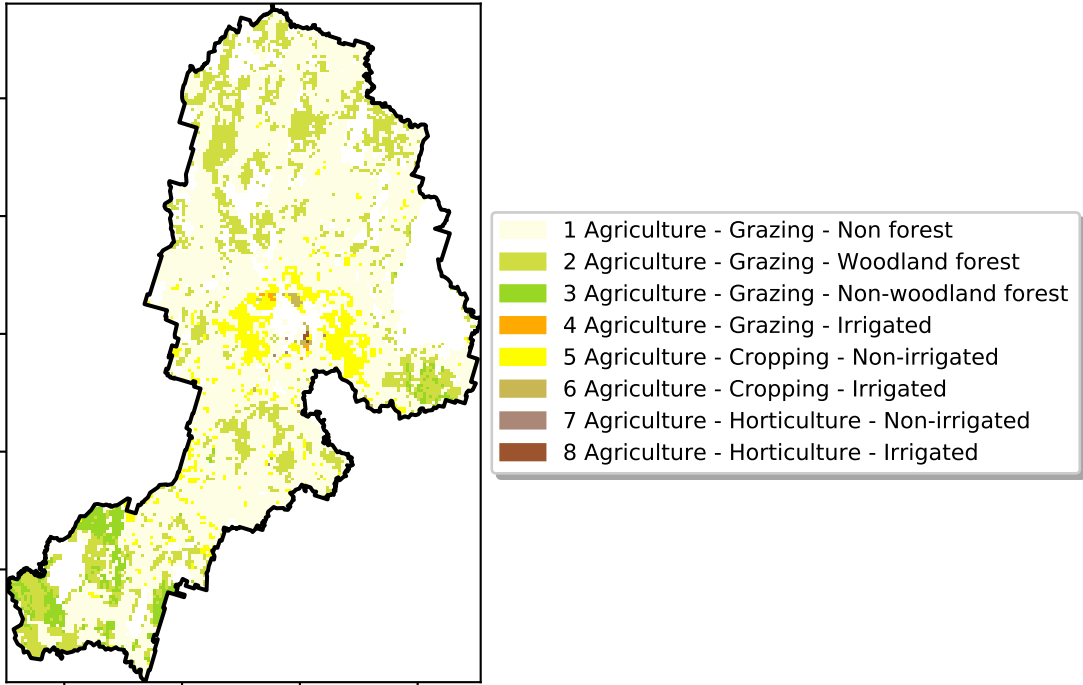 1 Agriculture - Grazing - Non forest
2 Agriculture - Grazing - Woodland forest
3 Agriculture - Grazing - Non-woodland forest
4 Agriculture - Grazing - Irrigated
5 Agriculture - Cropping - Non-irrigated
6 Agriculture - Cropping - Irrigated
7 Agriculture - Horticulture - Non-irrigated
8 Agriculture - Horticulture - Irrigated